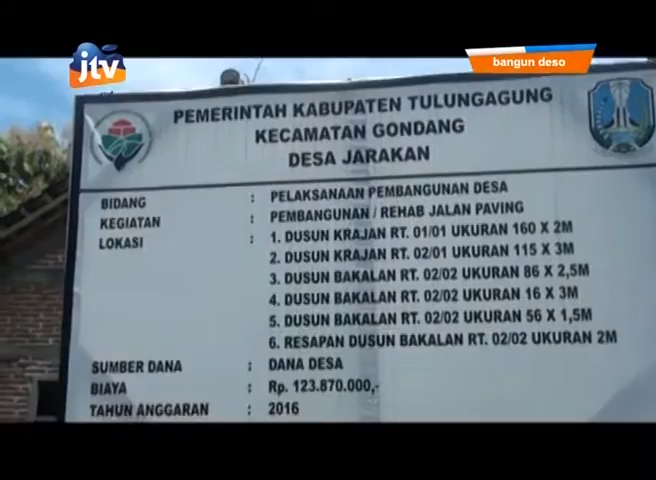 jtv
bangun deso
PEMERINTAH KABUPATEN TULUNGAGUNG
KECAMATAN GONDANG
DESA JARAKAN
BIDANG : PELAKSANAAN PEMBANGUNAN DESA
KEGIATAN : PEMBANGUNAN / REHAB JALAN PAVING
LOKASI : 1. DUSUN KRAJAN RT. 01/01 UKURAN 160 X 2M
2. DUSUN KRAJAN RT. 02/01 UKURAN 115 X 3M
3. DUSUN BAKALAN RT. 02/02 UKURAN 86 X 2,5M
4. DUSUN BAKALAN RT. 02/02 UKURAN 16 X 3M
5. DUSUN BAKALAN RT. 02/02 UKURAN 56 X 1,5M
6. RESAPAN DUSUN BAKALAN RT. 02/02 UKURAN 2M
SUMBER DANA : DANA DESA
BIAYA : Rp. 123.870.000,-
TAHUN ANGGARAN : 2016